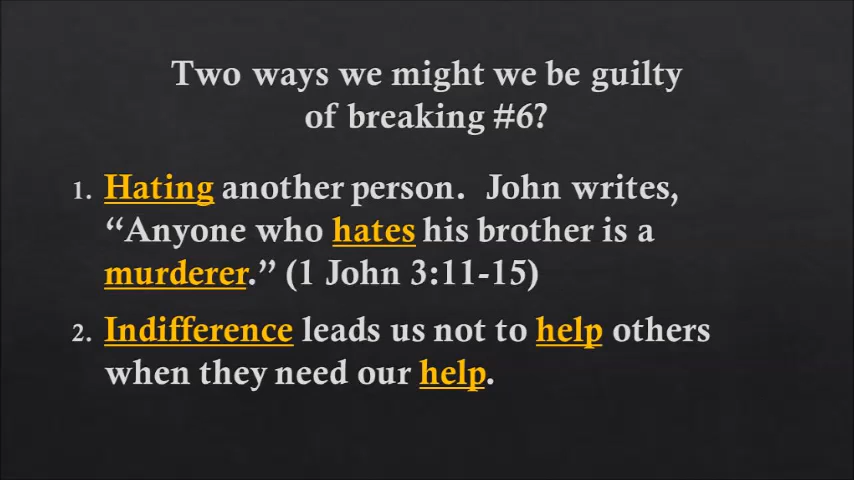 Two ways we might we be guilty
of breaking #6?
1. Hating another person. John writes,
“Anyone who hates his brother is a
murderer.” (1 John 3:11-15)
2. Indifference leads us not to help others
when they need our help.